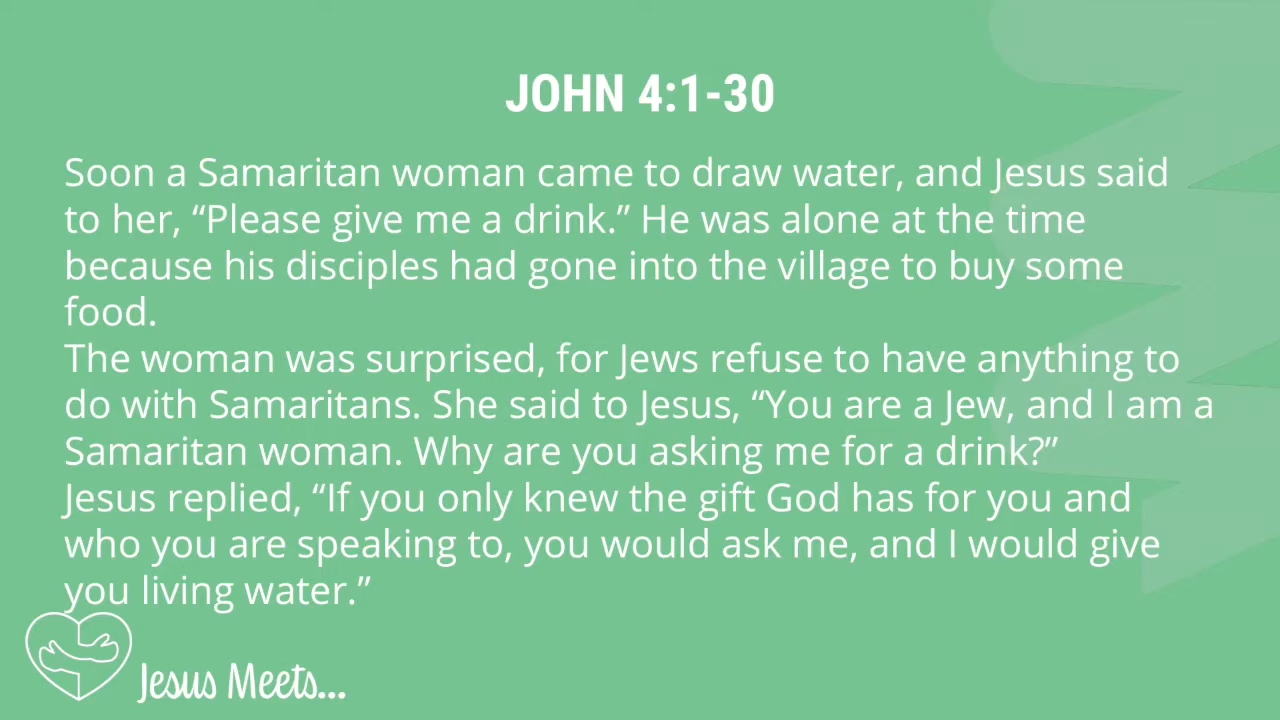 JOHN 4:1-30
Soon a Samaritan woman came to draw water, and Jesus said
to her, “Please give me a drink.” He was alone at the time
because his disciples had gone into the village to buy some
food.
The woman was surprised, for Jews refuse to have anything to
do with Samaritans. She said to Jesus, “You are a Jew, and I am a
Samaritan woman. Why are you asking me for a drink?”
Jesus replied, “If you only knew the gift God has for you and
who you are speaking to, you would ask me, and I would give
you living water.”
Jesus Meets...